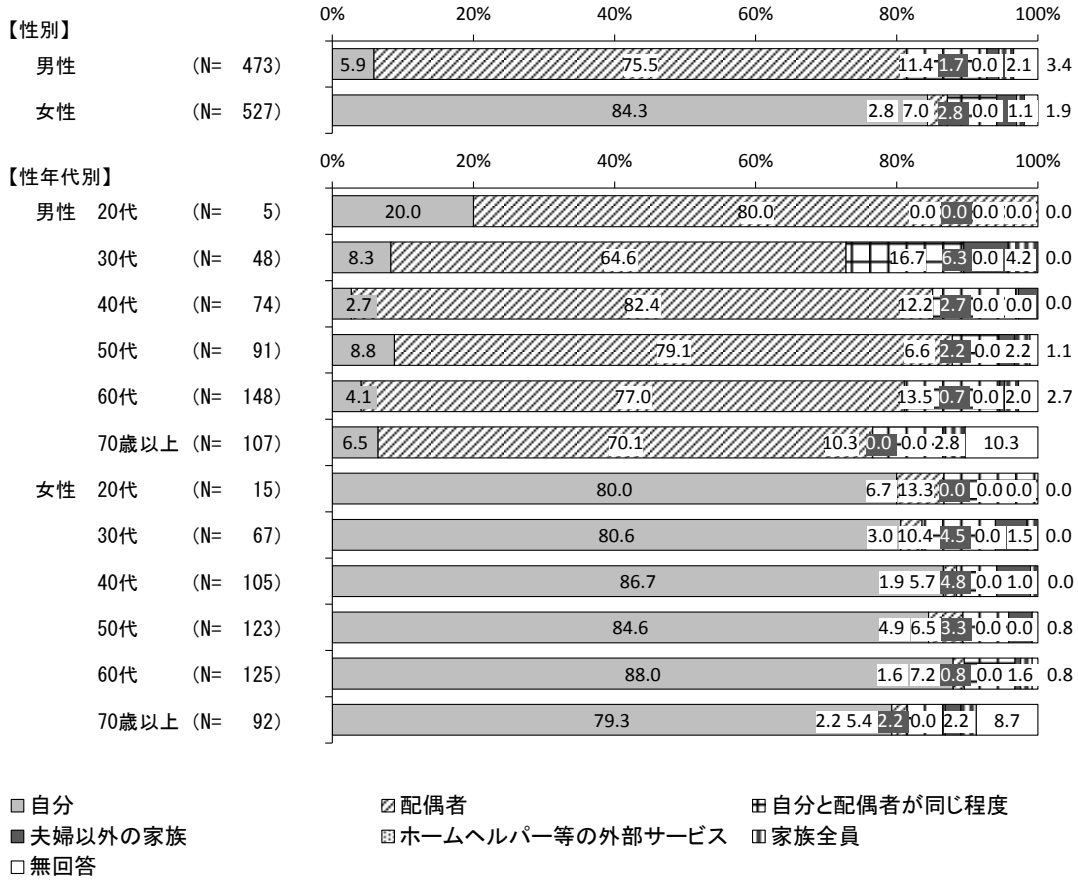 0% 20% 40% 60% 80% 100%
【性別】
男性 (N= 473) 5.9 75.5 11.4 1.7 0.0 2.1 3.4
女性 (N= 527) 84.3 2.8 7.0 2.8 0.0 1.1 1.9
0% 20% 40% 60% 80% 100%
【性年代別】
男性 20代 (N= 5) 20.0 80.0 0.0 0.0 0.0 0.0 0.0
30代 (N= 48) 8.3 64.6 16.7 6.3 0.0 4.2 0.0
40代 (N= 74) 2.7 82.4 12.2 2.7 0.0 0.0 0.0
50代 (N= 91) 8.8 79.1 6.6 2.2 0.0 2.2 1.1
60代 (N= 148) 4.1 77.0 13.5 0.7 0.0 2.0 2.7
70歳以上 (N= 107) 6.5 70.1 10.3 0.0 0.0 2.8 10.3
女性 20代 (N= 15) 80.0 6.7 13.3 0.0 0.0 0.0 0.0
30代 (N= 67) 80.6 3.0 10.4 4.5 0.0 1.5 0.0
40代 (N= 105) 86.7 1.9 5.7 4.8 0.0 1.0 0.0
50代 (N= 123) 84.6 4.9 6.5 3.3 0.0 0.0 0.8
60代 (N= 125) 88.0 1.6 7.2 0.8 0.0 1.6 0.8
70歳以上 (N= 92) 79.3 2.2 5.4 2.2 0.0 2.2 8.7
自分 配偶者 自分と配偶者が同じ程度
夫婦以外の家族 ホームヘルパー等の外部サービス 家族全員
無回答